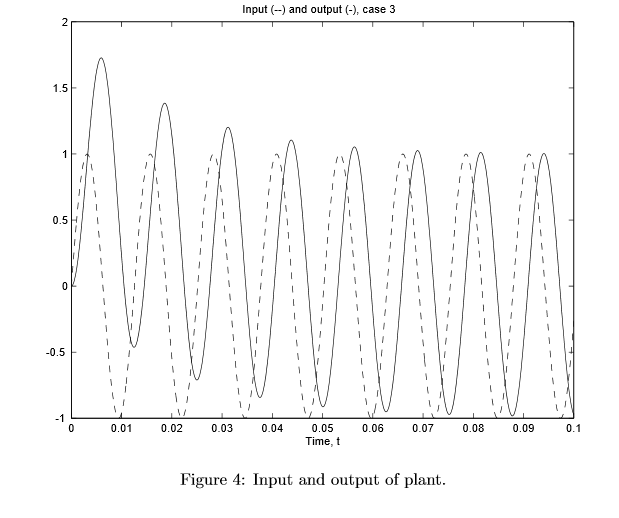 Input (--) and output (-), case 3
2
1.5
1
0.5
0
-0.5
-1
0 0.01 0.02 0.03 0.04 0.05 0.06 0.07 0.08 0.09 0.1
Time, t
Figure 4: Input and output of plant.